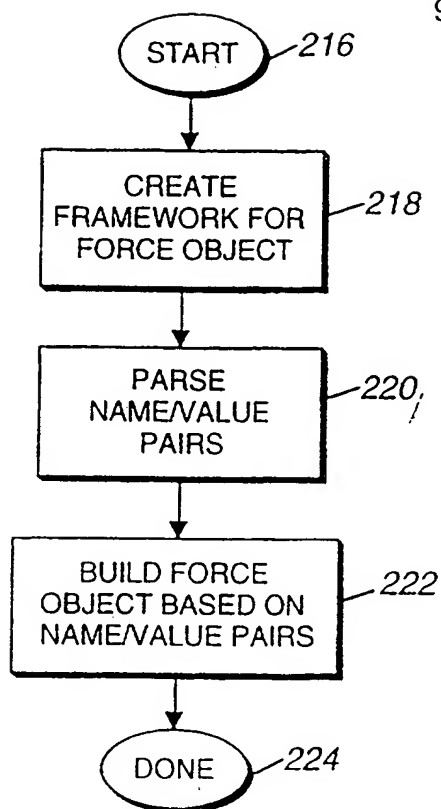 9
START
216
CREATE
FRAMEWORK FOR
FORCE OBJECT
218
PARSE
NAME/VALUE
PAIRS
220
BUILD FORCE
OBJECT BASED ON
NAME/VALUE PAIRS
222
DONE
224